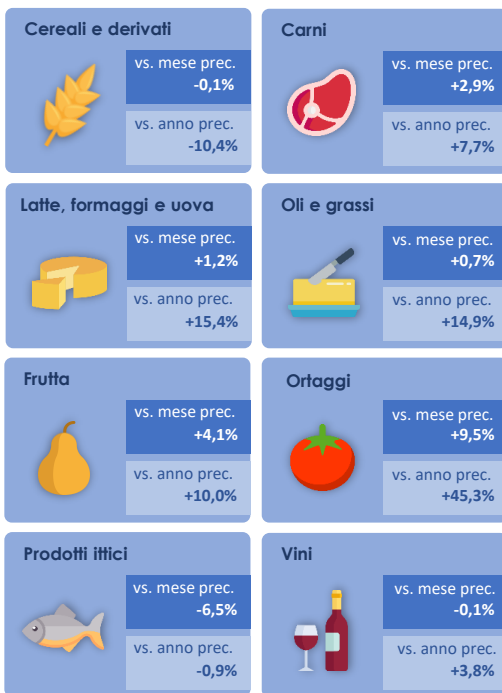 Cereali e derivati
vs. mese prec.
-0,1%
vs. anno prec.
-10,4%
Carni
vs. mese prec.
+2,9%
vs. anno prec.
+7,7%
Latte, formaggi e uova
vs. mese prec.
+1,2%
vs. anno prec.
+15,4%
Oli e grassi
vs. mese prec.
+0,7%
vs. anno prec.
+14,9%
Frutta
vs. mese prec.
+4,1%
vs. anno prec.
+10,0%
Ortaggi
vs. mese prec.
+9,5%
vs. anno prec.
+45,3%
Prodotti ittici
vs. mese prec.
-6,5%
vs. anno prec.
-0,9%
Vini
vs. mese prec.
-0,1%
vs. anno prec.
+3,8%